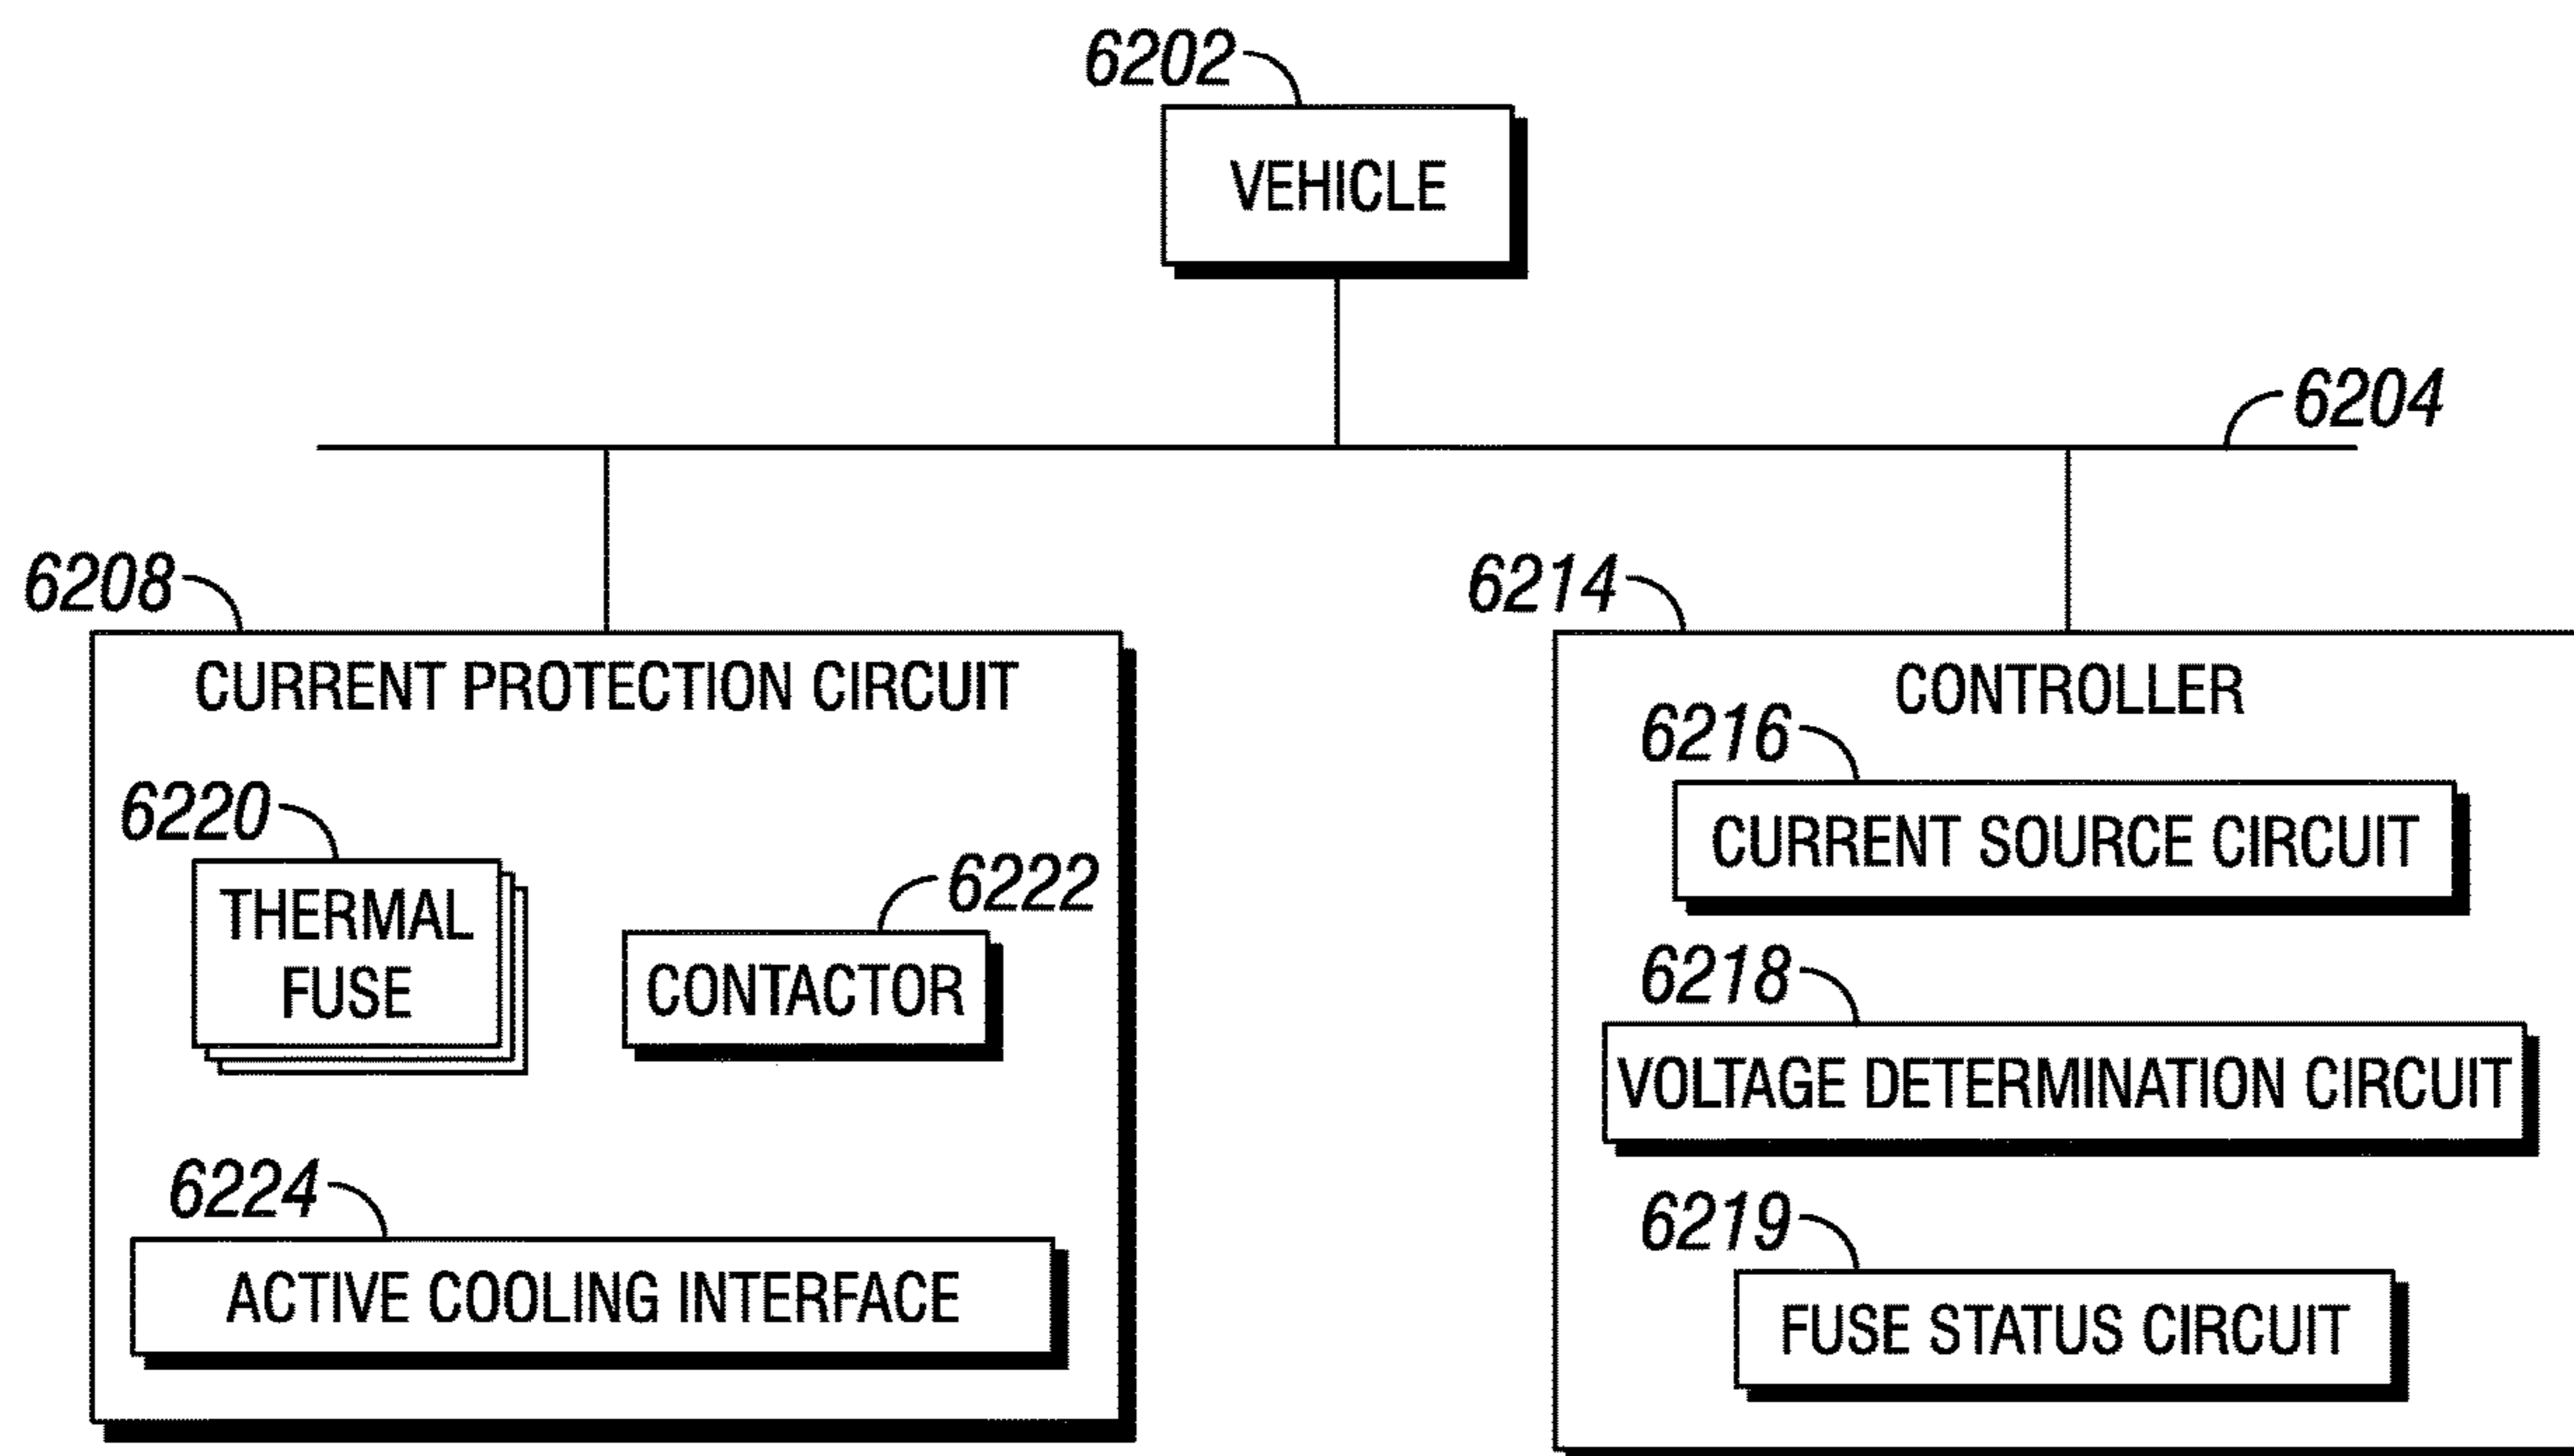 6202
VEHICLE
6204
6208
CURRENT PROTECTION CIRCUIT
6220
THERMAL
FUSE
6222
CONTACTOR
6224
ACTIVE COOLING INTERFACE
6214
CONTROLLER
6216
CURRENT SOURCE CIRCUIT
6218
VOLTAGE DETERMINATION CIRCUIT
6219
FUSE STATUS CIRCUIT